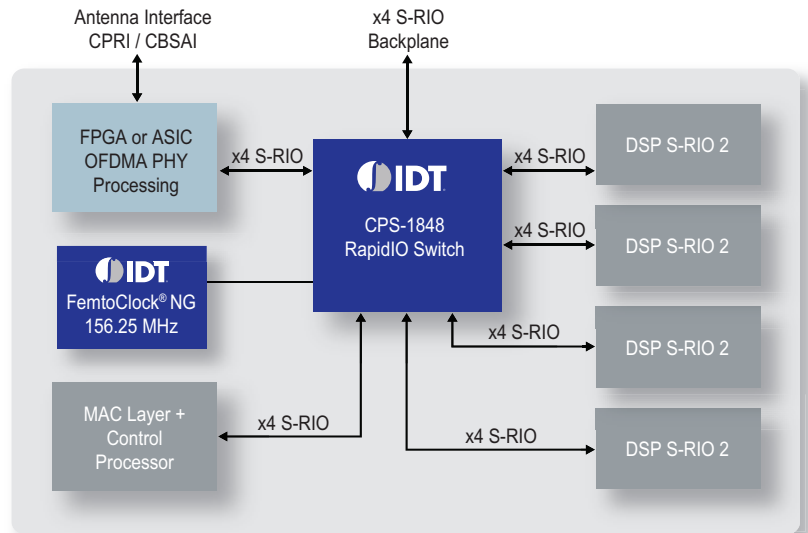 Antenna Interface
CPRI / CBSAI
x4 S-RIO
Backplane
FPGA or ASIC
OFDMA PHY
Processing
x4 S-RIO
IDT
CPS-1848
RapidIO Switch
x4 S-RIO
DSP S-RIO 2
x4 S-RIO
DSP S-RIO 2
IDT
FemtoClock® NG
156.25 MHz
x4 S-RIO
DSP S-RIO 2
MAC Layer +
Control
Processor
x4 S-RIO
x4 S-RIO
DSP S-RIO 2